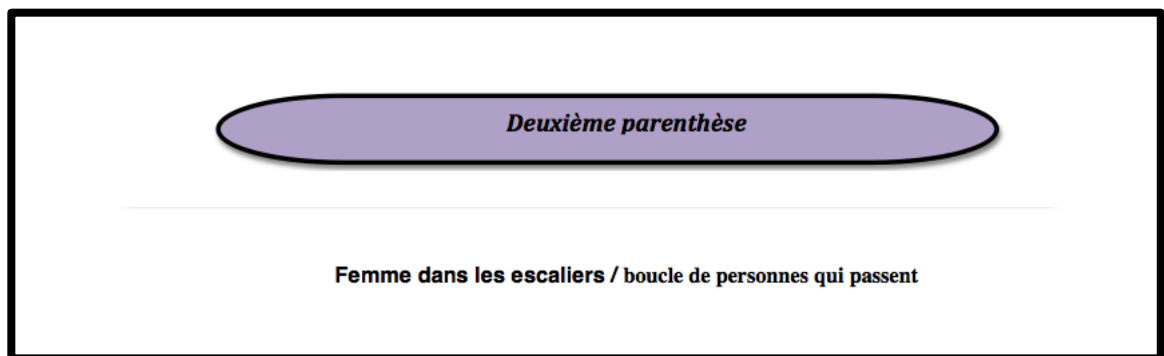 Deuxième parenthèse
Femme dans les escaliers / boucle de personnes qui passent